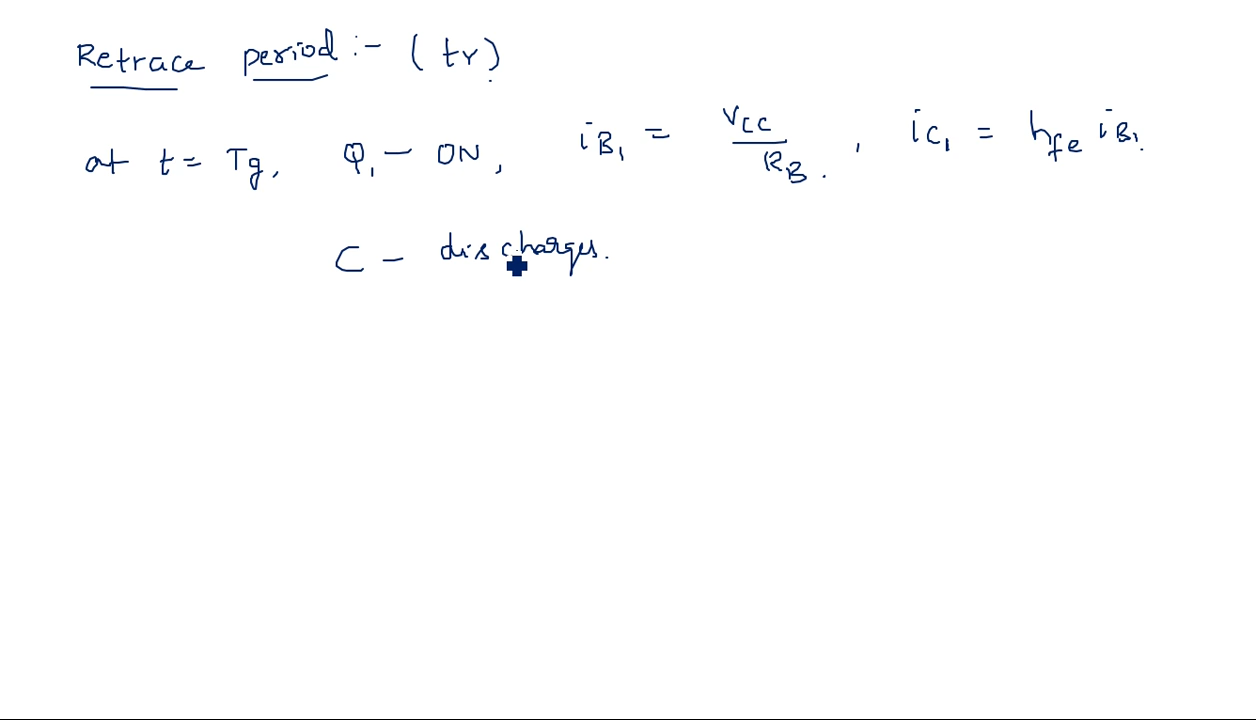 Retrace period :- (tr)
at t = Tg, Q1 - ON, iB1 = VCC / RB. , iC1 = hfe iB1.
C - discharges.